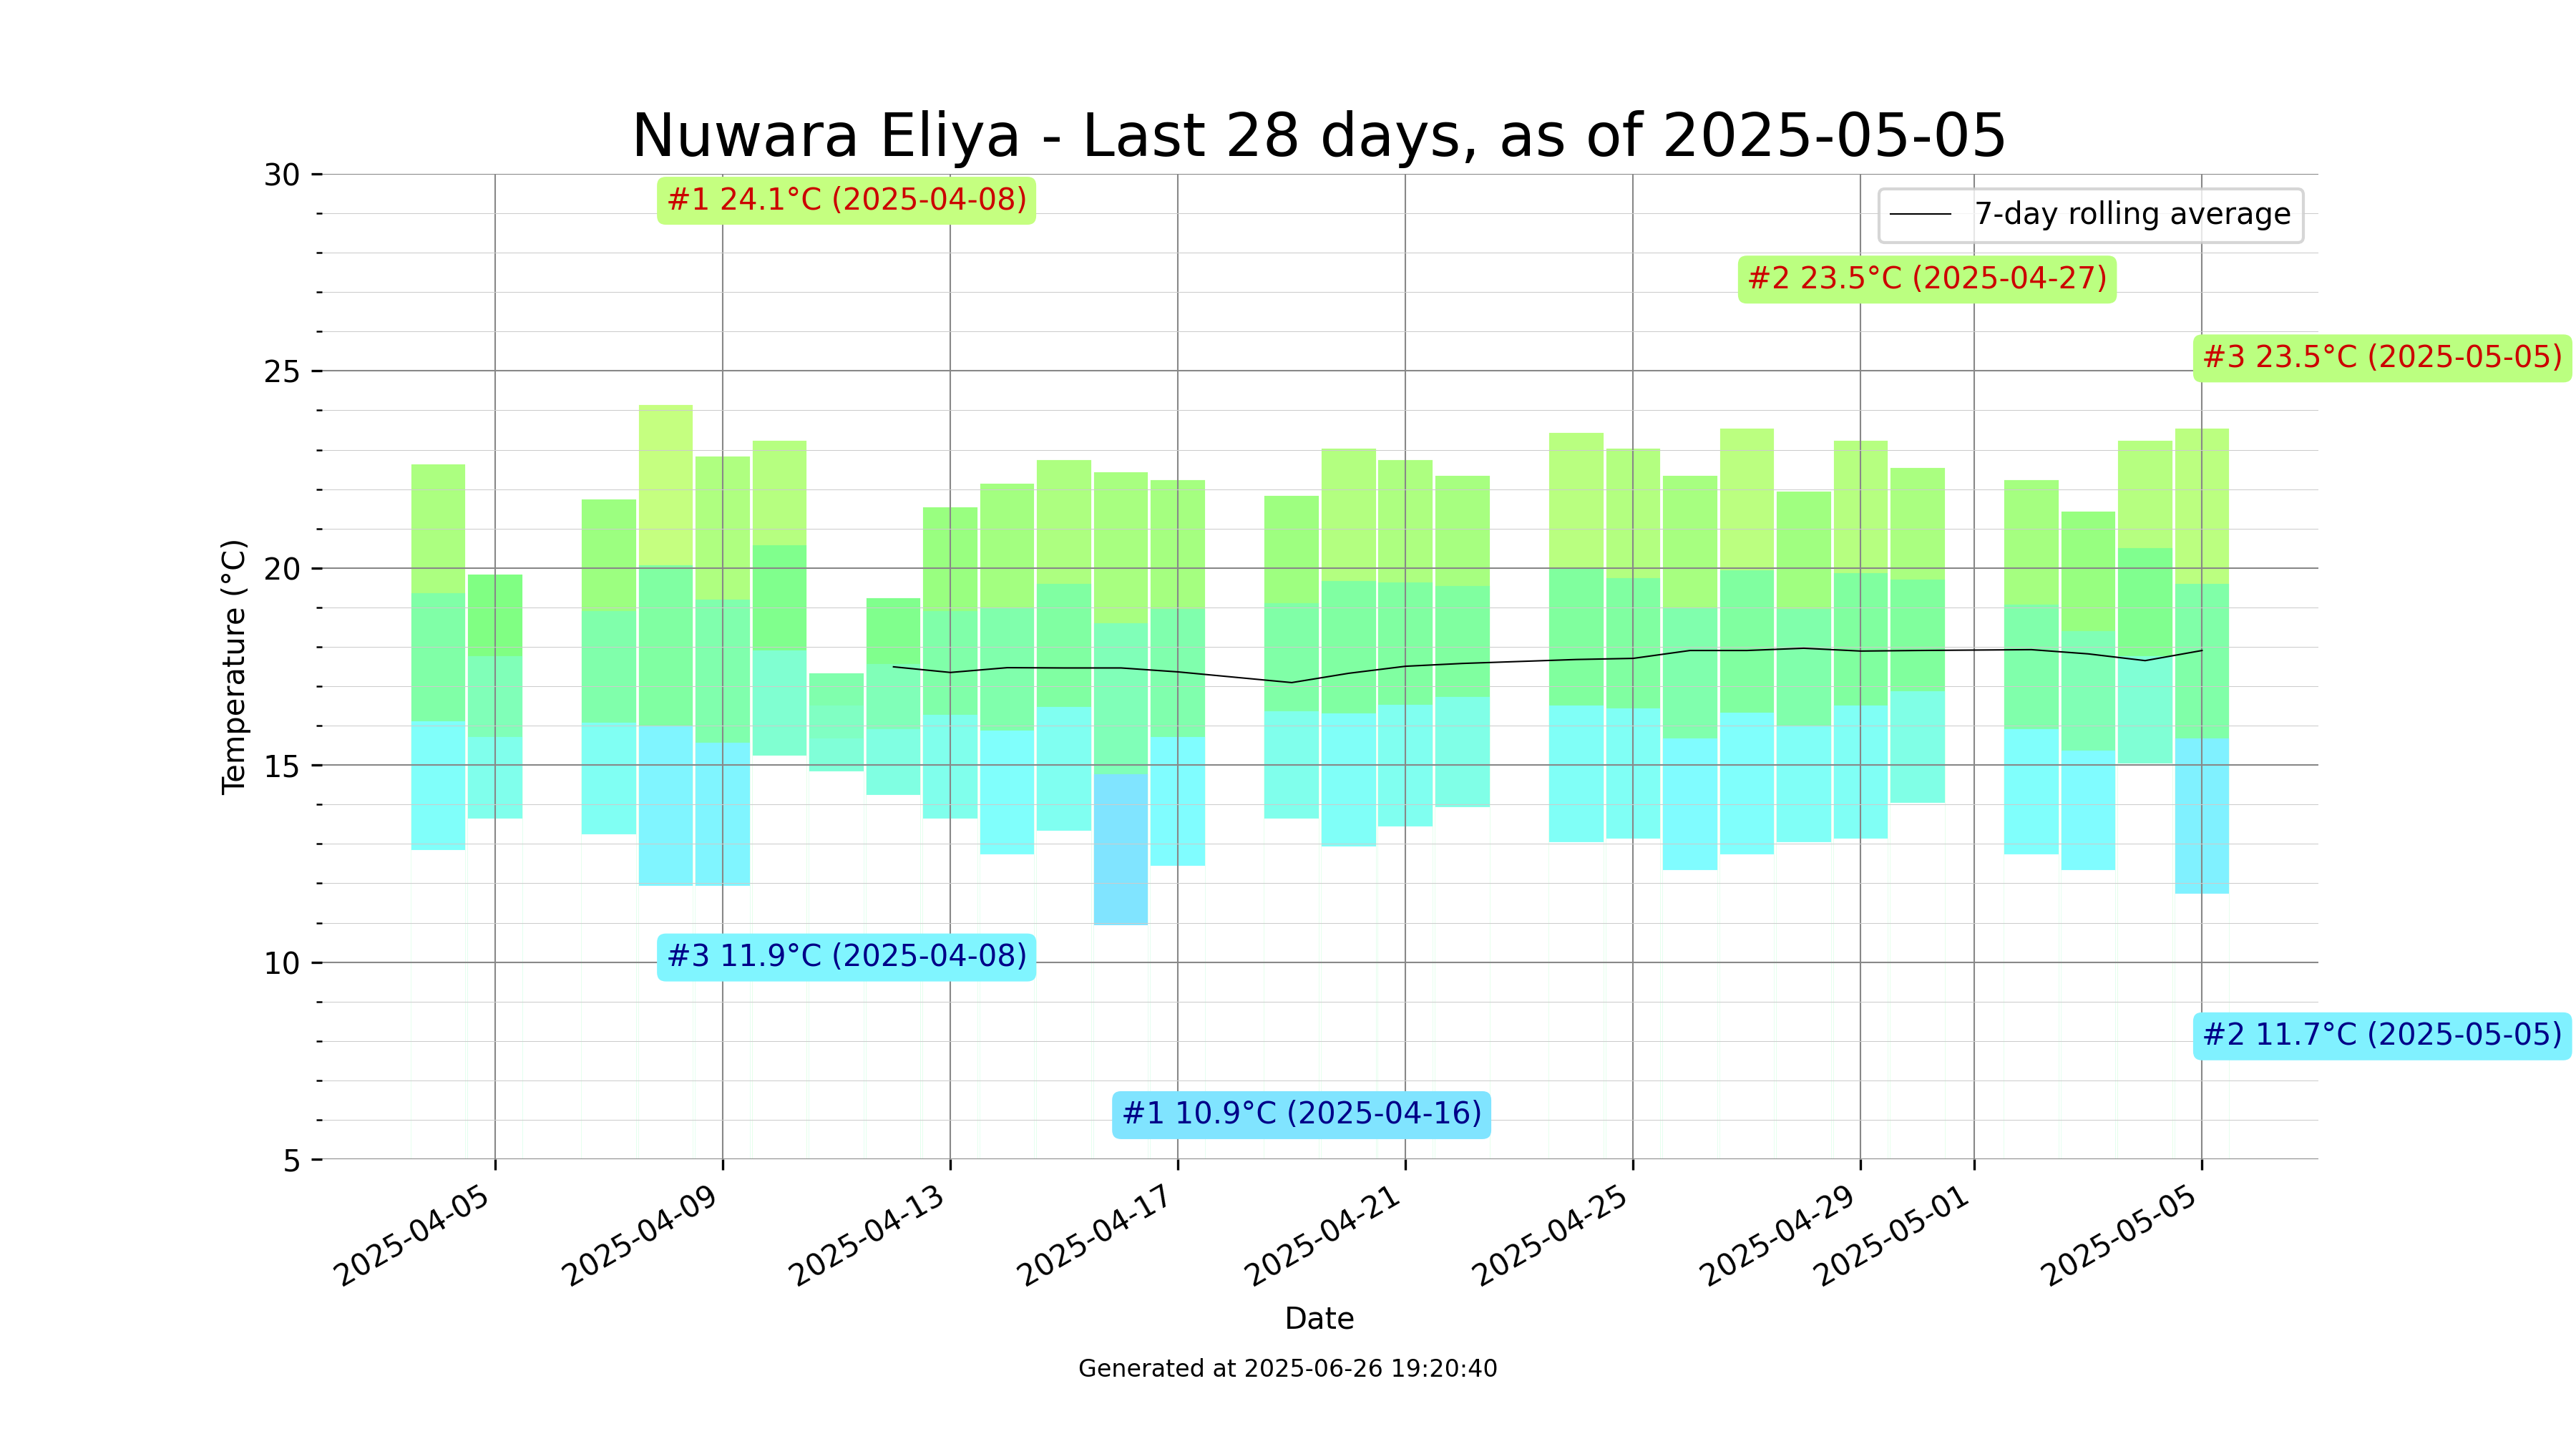 Nuwara Eliya - Last 28 days, as of 2025-05-05
30
#1 24.1°C (2025-04-08)
7-day rolling average
#2 23.5°C (2025-04-27)
#3 23.5°C (2025-05-05)
25
20
Temperature (°C)
15
#3 11.9°C (2025-04-08)
10
#2 11.7°C (2025-05-05)
#1 10.9°C (2025-04-16)
5
2025-04-05
2025-04-09
2025-04-13
2025-04-17
2025-04-21
2025-04-25
2025-04-29
2025-05-01
2025-05-05
Date
Generated at 2025-06-26 19:20:40